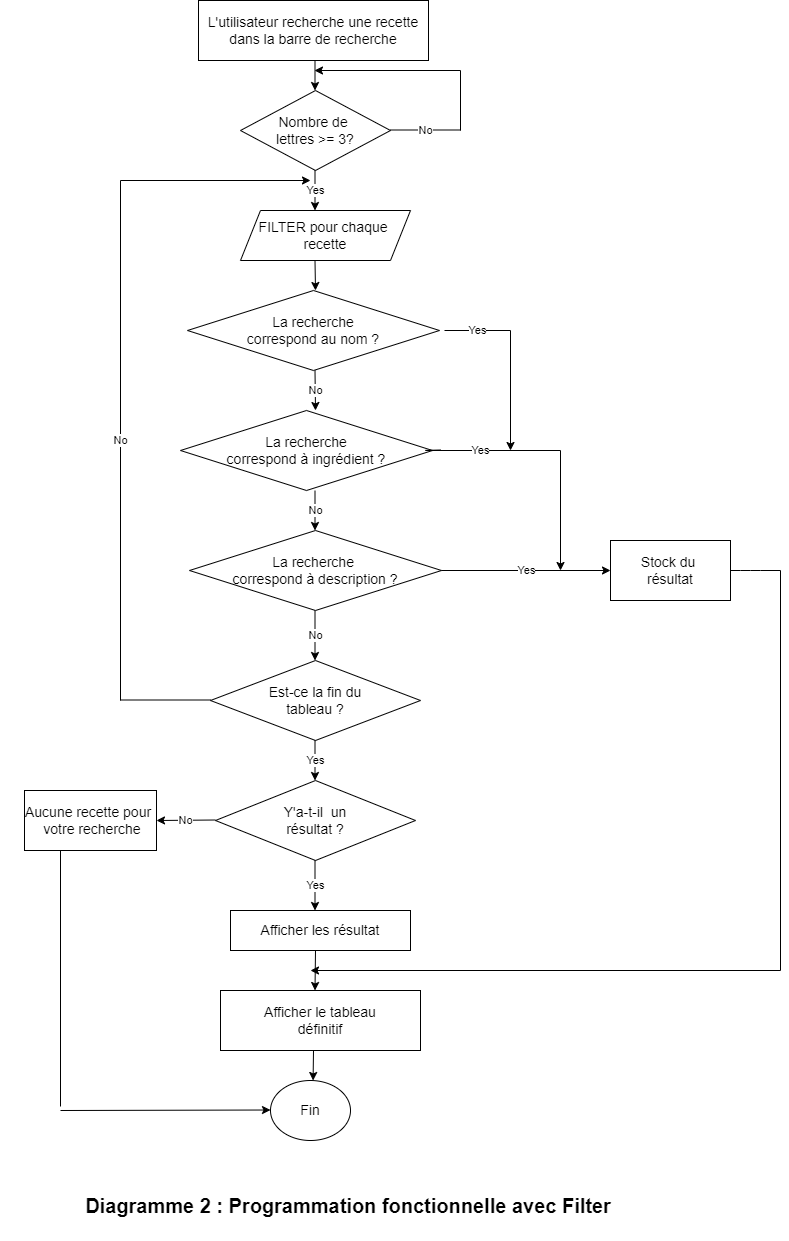 L'utilisateur recherche une recette
dans la barre de recherche
Nombre de
lettres >= 3?
No
Yes
FILTER pour chaque
recette
La recherche
correspond au nom ?
Yes
No
No
La recherche
correspond à ingrédient ?
Yes
No
La recherche
correspond à description ?
Yes
Stock du
résultat
No
Est-ce la fin du
tableau ?
Yes
Y'a-t-il un
résultat ?
No
Aucune recette pour
votre recherche
Yes
Afficher les résultat
Afficher le tableau
définitif
Fin
Diagramme 2 : Programmation fonctionnelle avec Filter